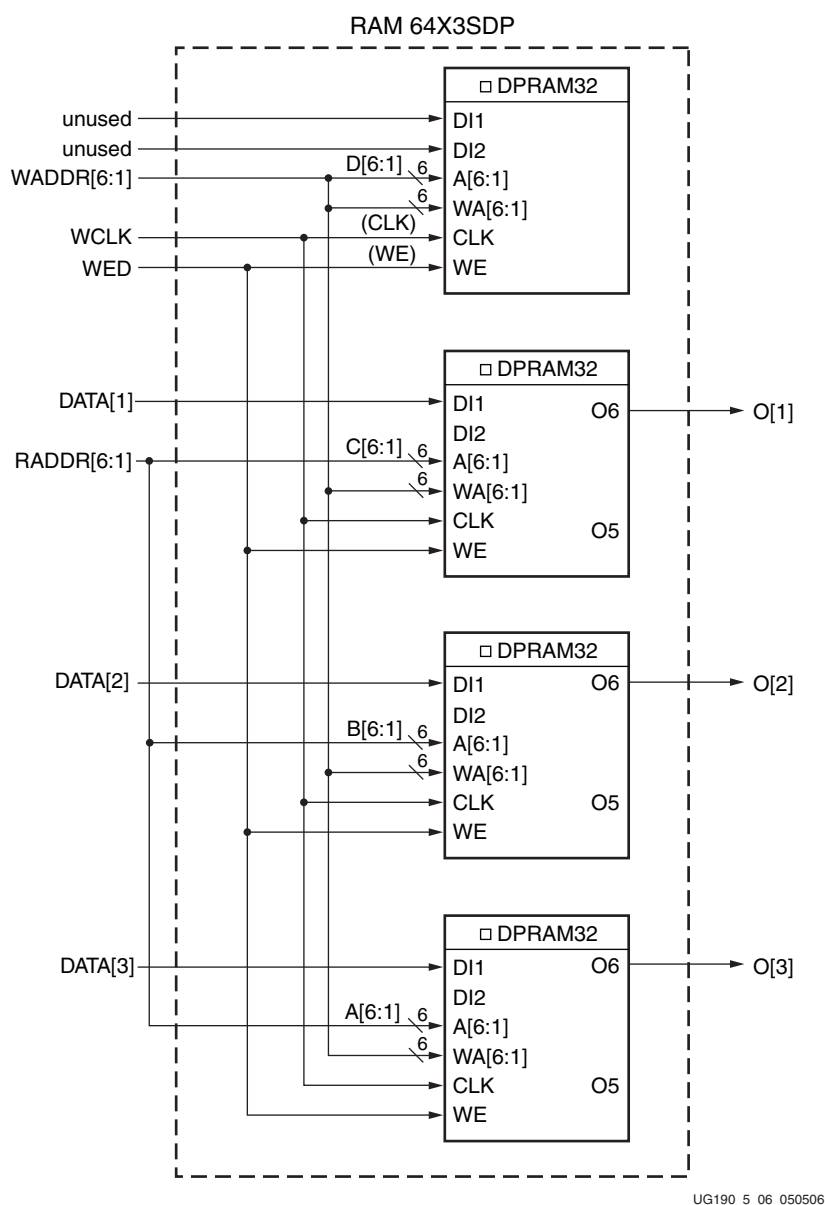 RAM 64X3SDP
DPRAM32
unused
DI1
unused
DI2
WADDR[6:1]
D[6:1]
6
A[6:1]
6
WA[6:1]
WCLK
(CLK)
CLK
WED
(WE)
WE
DPRAM32
DATA[1]
DI1
O6
O[1]
DI2
RADDR[6:1]
C[6:1]
6
A[6:1]
6
WA[6:1]
CLK
O5
WE
DPRAM32
DATA[2]
DI1
O6
O[2]
DI2
B[6:1]
6
A[6:1]
6
WA[6:1]
CLK
O5
WE
DPRAM32
DATA[3]
DI1
O6
O[3]
DI2
A[6:1]
6
A[6:1]
6
WA[6:1]
CLK
O5
WE
UG190_5_06_050506